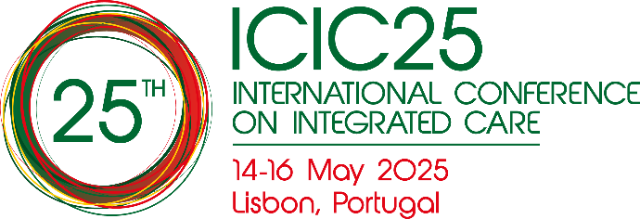 25TH
ICIC25
INTERNATIONAL CONFERENCE
ON INTEGRATED CARE
14-16 May 2025
Lisbon, Portugal